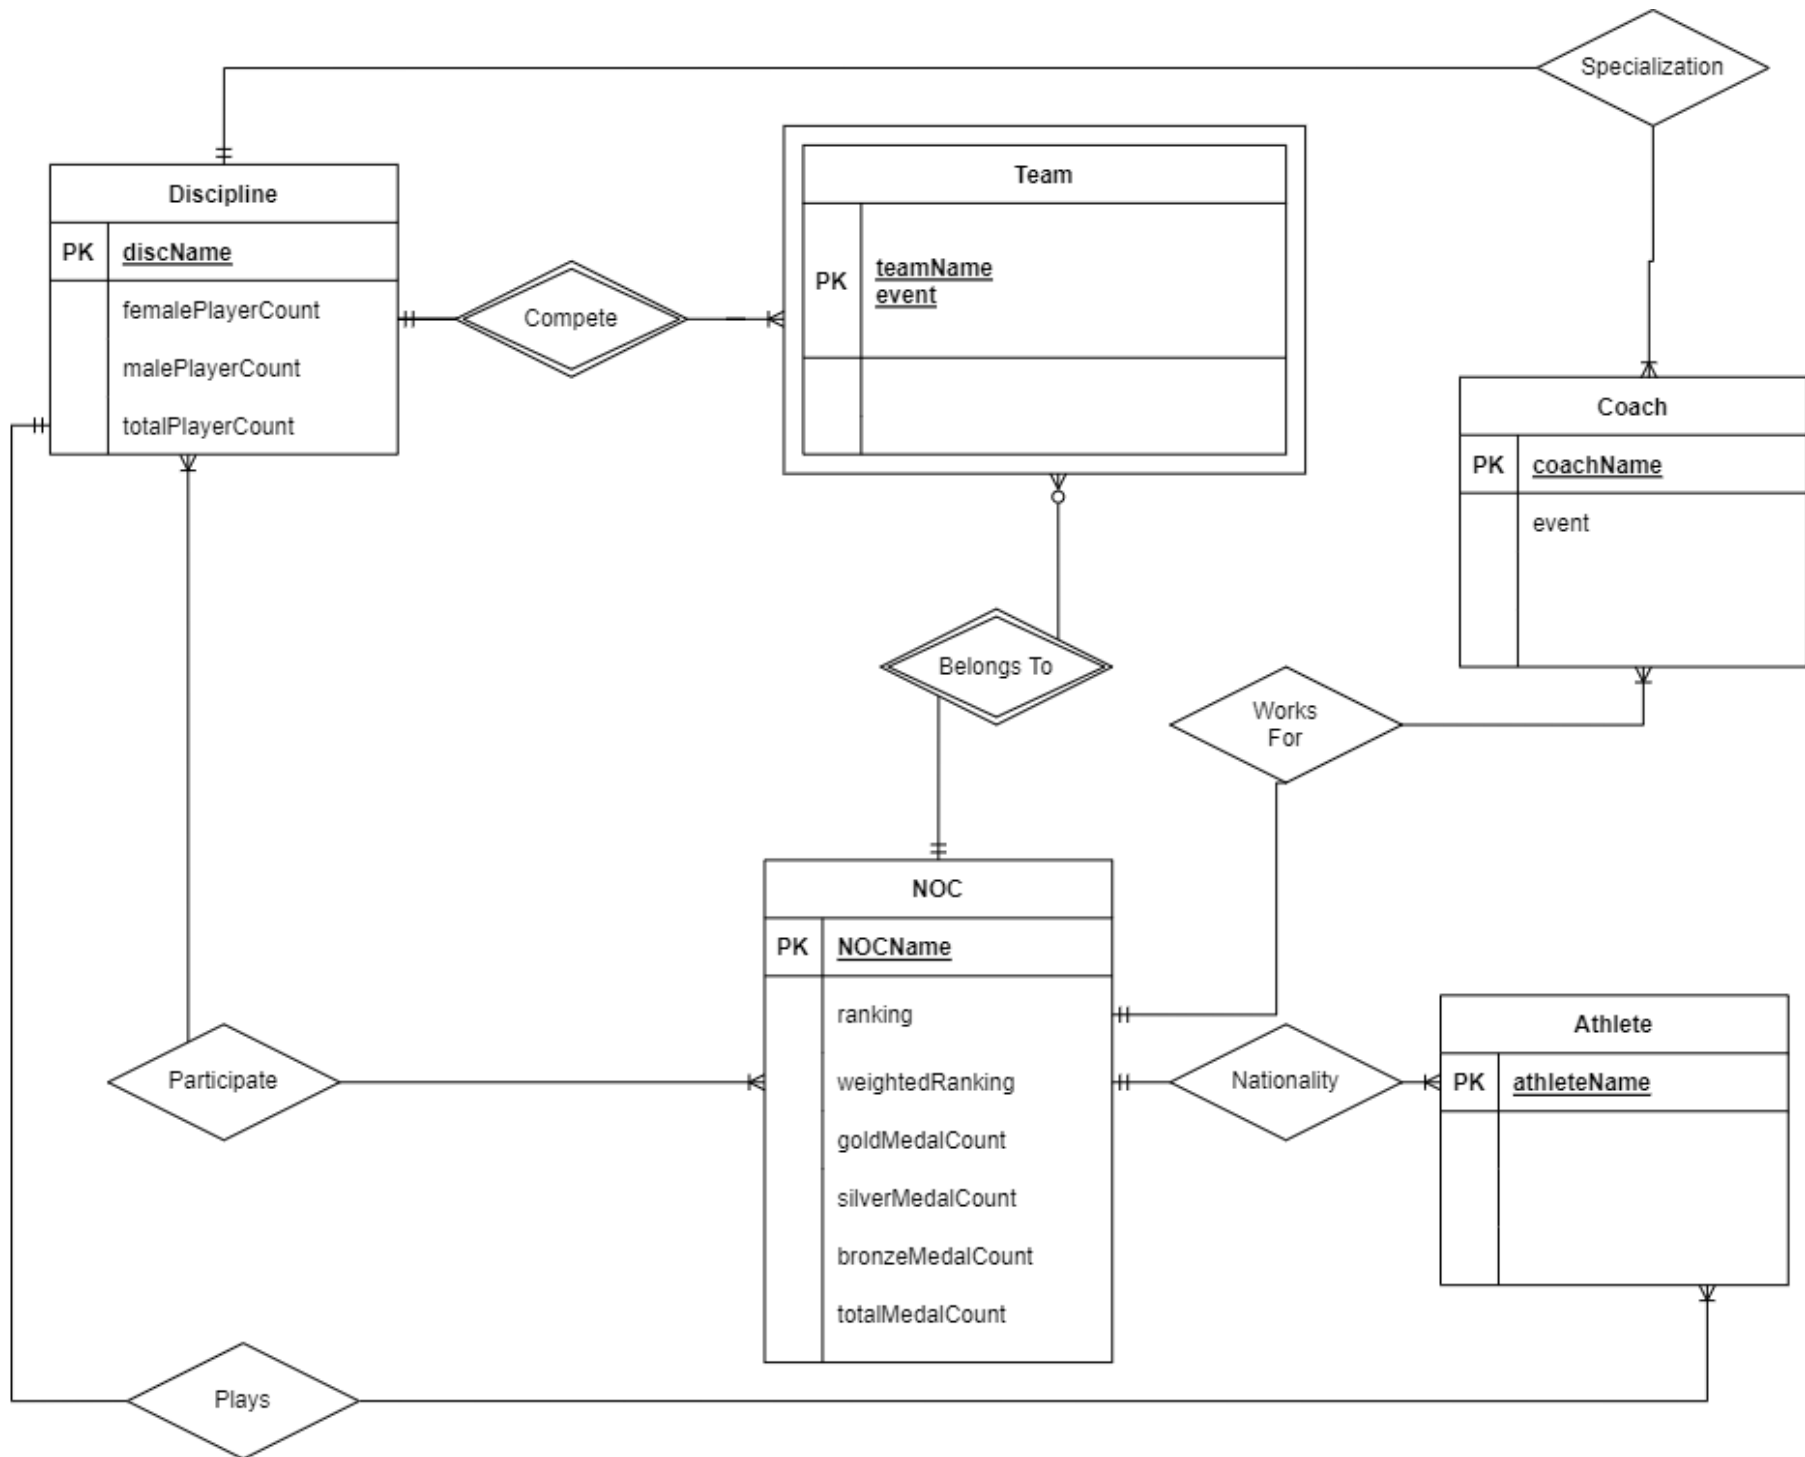 Specialization
Discipline
PK discName
femalePlayerCount
malePlayerCount
totalPlayerCount
Compete
Team
PK
teamName
event
Coach
PK coachName
event
Belongs To
Works
For
NOC
PK NOCName
ranking
weightedRanking
goldMedalCount
silverMedalCount
bronzeMedalCount
totalMedalCount
Participate
Nationality
Athlete
PK athleteName
Plays